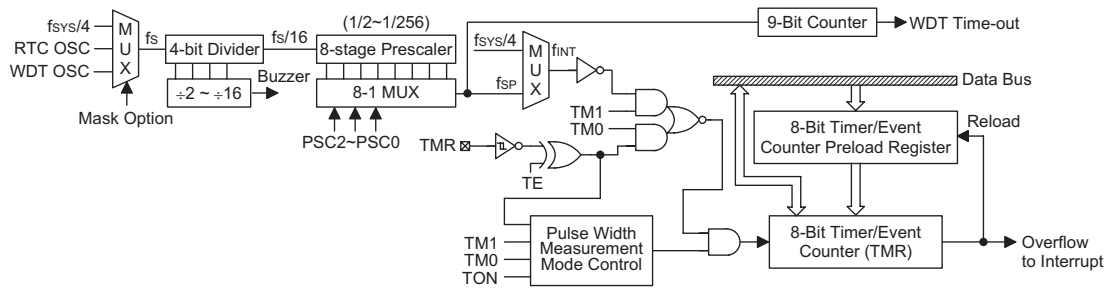 fSYS/4
RTC OSC
WDT OSC
M
U
X
Mask Option
fS
4-bit Divider
÷2 ~ ÷16
Buzzer
fS/16
(1/2~1/256)
8-stage Prescaler
8-1 MUX
PSC2~PSC0
fSYS/4
fSP
M
U
X
fINT
9-Bit Counter
WDT Time-out
TM1
TM0
TMR
TE
TM1
TM0
TON
Pulse Width
Measurement
Mode Control
Data Bus
8-Bit Timer/Event
Counter Preload Register
Reload
8-Bit Timer/Event
Counter (TMR)
Overflow
to Interrupt